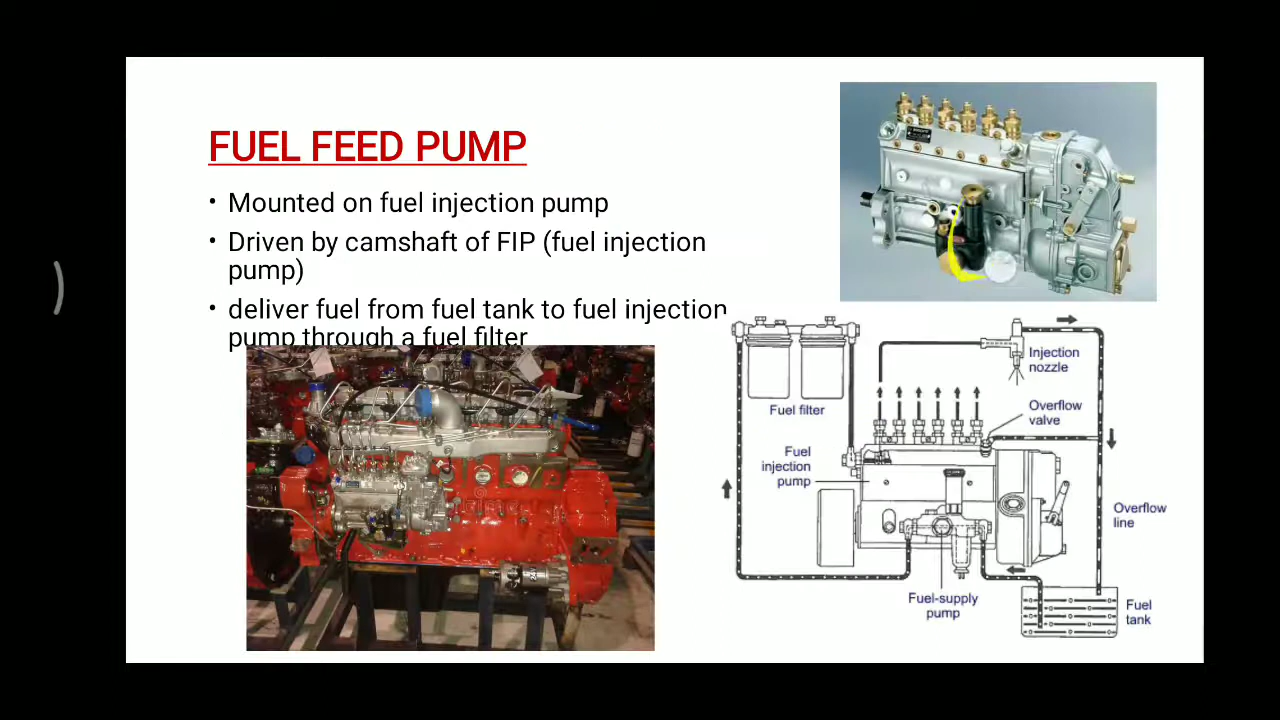 FUEL FEED PUMP
• Mounted on fuel injection pump
• Driven by camshaft of FIP (fuel injection
pump)
• deliver fuel from fuel tank to fuel injection
pump through a fuel filter
Injection
nozzle
Fuel filter
Overflow
valve
Fuel
injection
pump
Overflow
line
Fuel-supply
pump
Fuel
tank